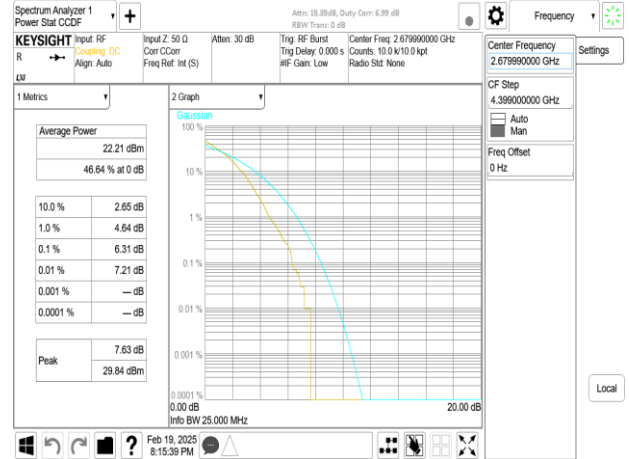 Spectrum Analyzer 1
Power Stat CCDF
Attn: 15.39dB, Duty Corr: 6.99 dB
RBW Trans: 0 dB
Frequency
KEYSIGHT
R
LXI
Input: RF
Coupling: DC
Align: Auto
Input Z: 50 Ω
Corr CCorr
Freq Ref: Int (S)
Atten: 30 dB
Trig: RF Burst
Trig Delay: 0.000 s
#IF Gain: Low
Center Freq: 2.679990000 GHz
Counts: 10.0 k/10.0 kpt
Radio Std: None
Center Frequency
2.679990000 GHz
Settings
CF Step
4.399000000 GHz
Auto
Man
Freq Offset
0 Hz
Local
1 Metrics
Average Power
22.21 dBm
46.64 % at 0 dB
10.0 % 2.65 dB
1.0 % 4.64 dB
0.1 % 6.31 dB
0.01 % 7.21 dB
0.001 % --- dB
0.0001 % --- dB
Peak
7.63 dB
29.84 dBm
2 Graph
Gaussian
100 %
10 %
1 %
0.1 %
0.01 %
0.001 %
0.0001 %
0.00 dB 20.00 dB
Info BW 25.000 MHz
?
Feb 19, 2025
8:15:39 PM